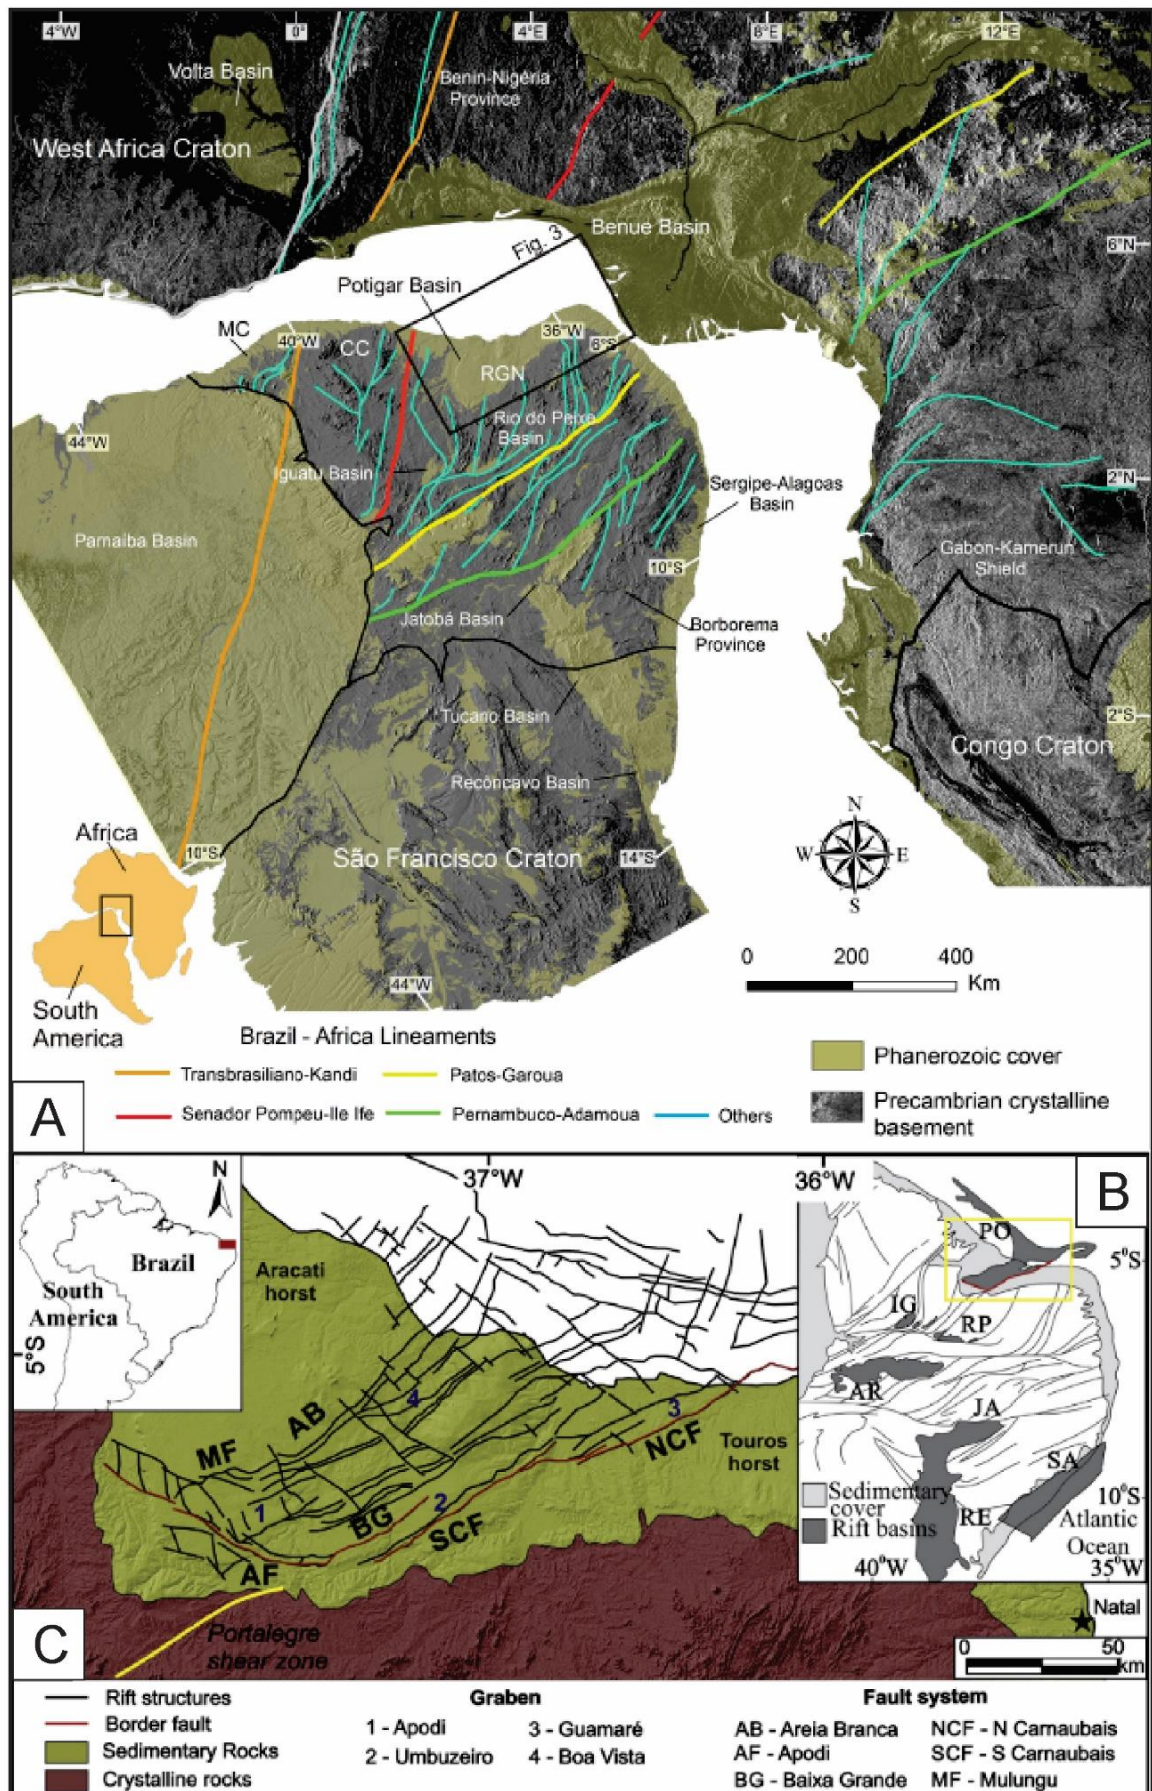 4°W
0°
4°E
8°E
12°E
Volta Basin
Benin-Nigéria
Province
West Africa Craton
Benue Basin
6°N
Fig. 3
Potigar Basin
MC
40°W
CC
36°W
6°S
RGN
Rio do Peixe
Basin
44°W
Iguatu Basin
Sergipe-Alagoas
Basin
2°N
Parnaiba Basin
Gabon-Kamerun
Shield
10°S
Jatobá Basin
Borborema
Province
Tucano Basin
2°S
Congo Craton
Recôncavo Basin
N
W
E
S
Africa
10°S
São Francisco Craton
14°S
44°W
0
200
400
Km
South
America
Brazil - Africa Lineaments
Transbrasiliano-Kandi
Patos-Garoua
Phanerozoic cover
Senador Pompeu-Ile Ife
Pernambuco-Adamoua
Others
Precambrian crystalline
basement
A
N
37°W
36°W
B
Brazil
South
America
5°S
Aracati
horst
PO
5°S
IG
RP
AR
JA
SA
RE
Sedimentary
cover
Rift basins
10°S
Atlantic
Ocean
40°W
35°W
AB
4
MF
3
NCF
Touros
horst
1
2
BG
SCF
AF
Portalegre
shear zone
Natal
0
50
km
C
Rift structures
Border fault
Sedimentary Rocks
Crystalline rocks
Graben
1 - Apodi
3 - Guamaré
2 - Umbuzeiro
4 - Boa Vista
Fault system
AB - Areia Branca
NCF - N Carnaubais
AF - Apodi
SCF - S Carnaubais
BG - Baixa Grande
MF - Mulungu